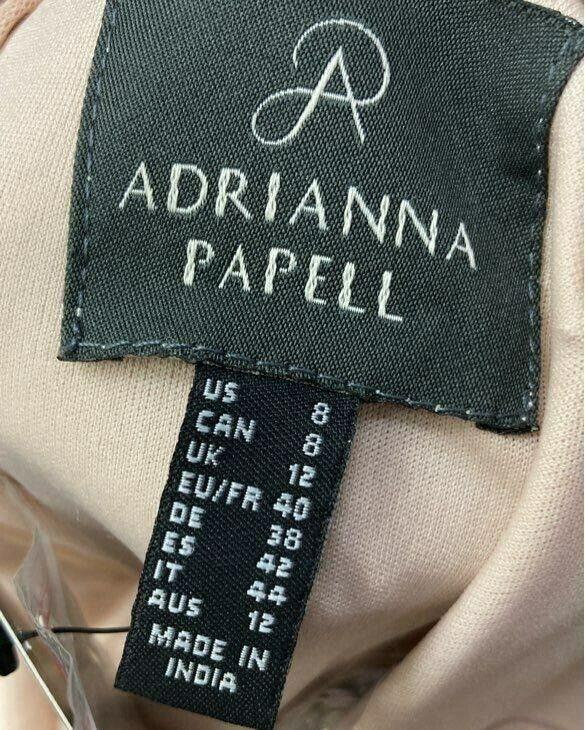 ADRIANNA
PAPELL
US 8
CAN 8
UK 12
EU/FR 40
DE 38
ES 42
IT 44
AUS 12
MADE IN
INDIA